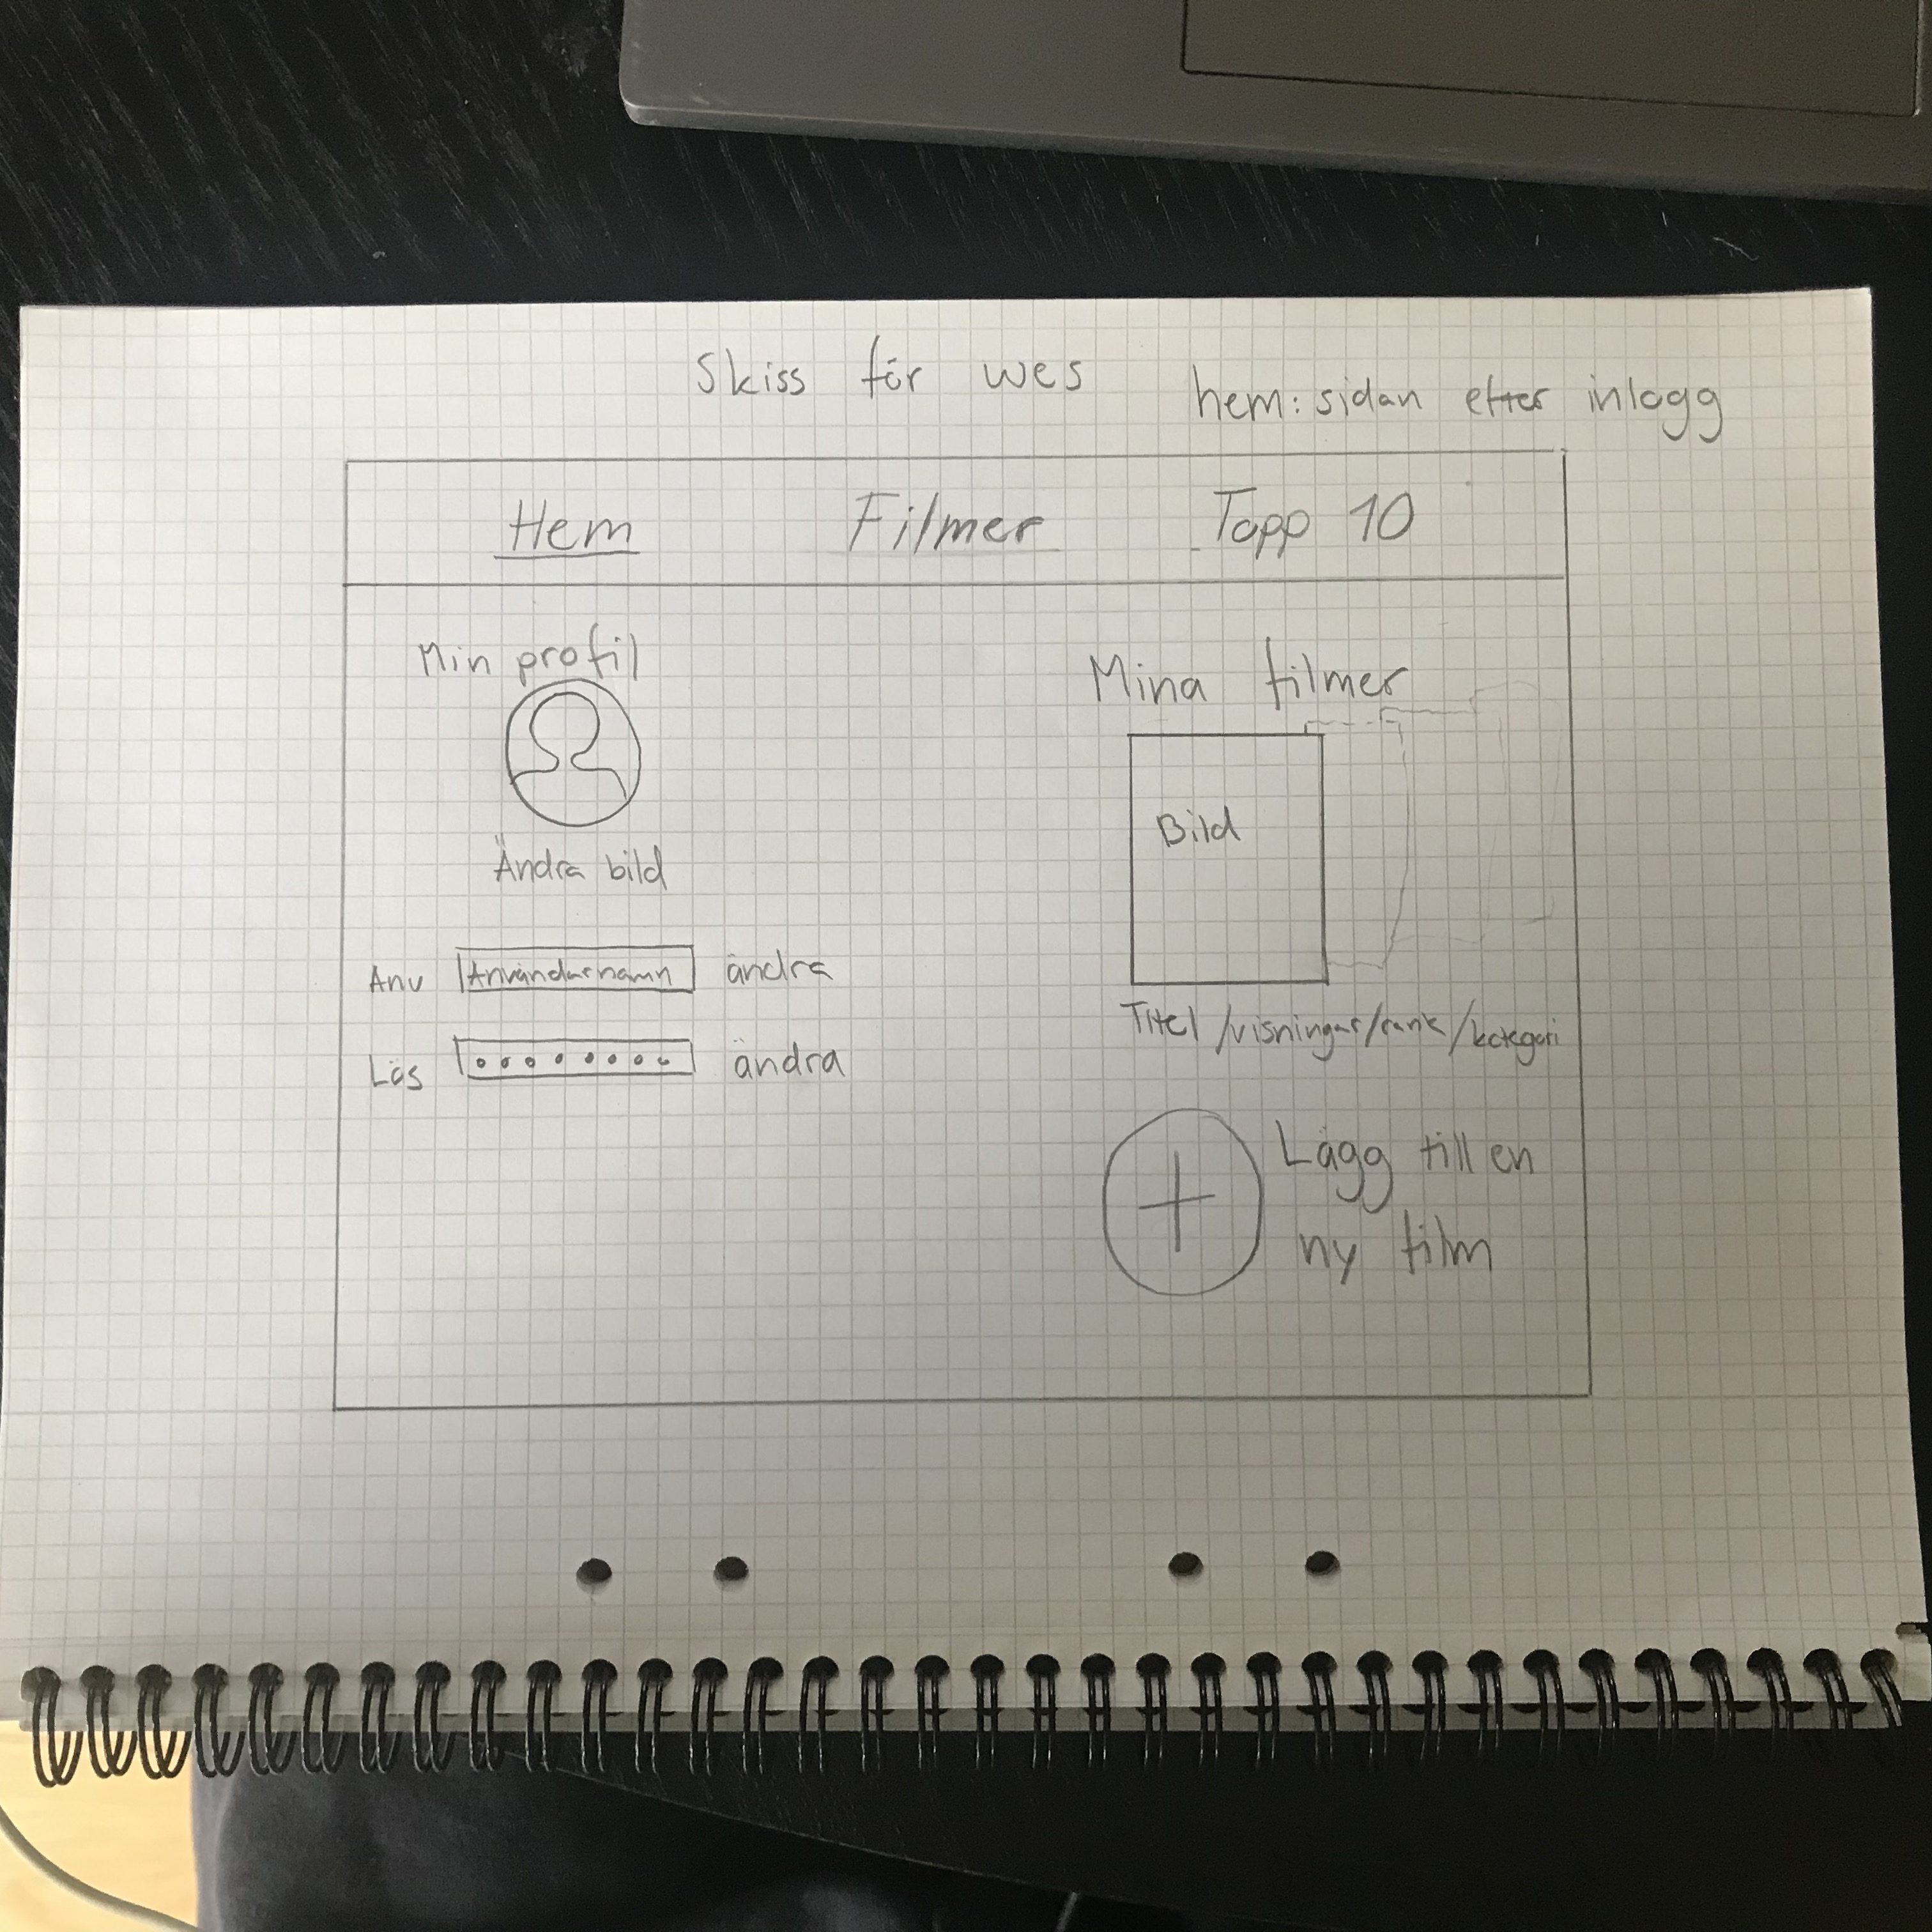 Skiss för wes hem:sidan efter inlogg
Hem Filmer Topp 10
Min profil
Ändra bild
Anv Användarnamn ändra
Lös ändra
Mina filmer
Bild
Titel/visningar/rank/kategori
+ Lägg till en
ny film